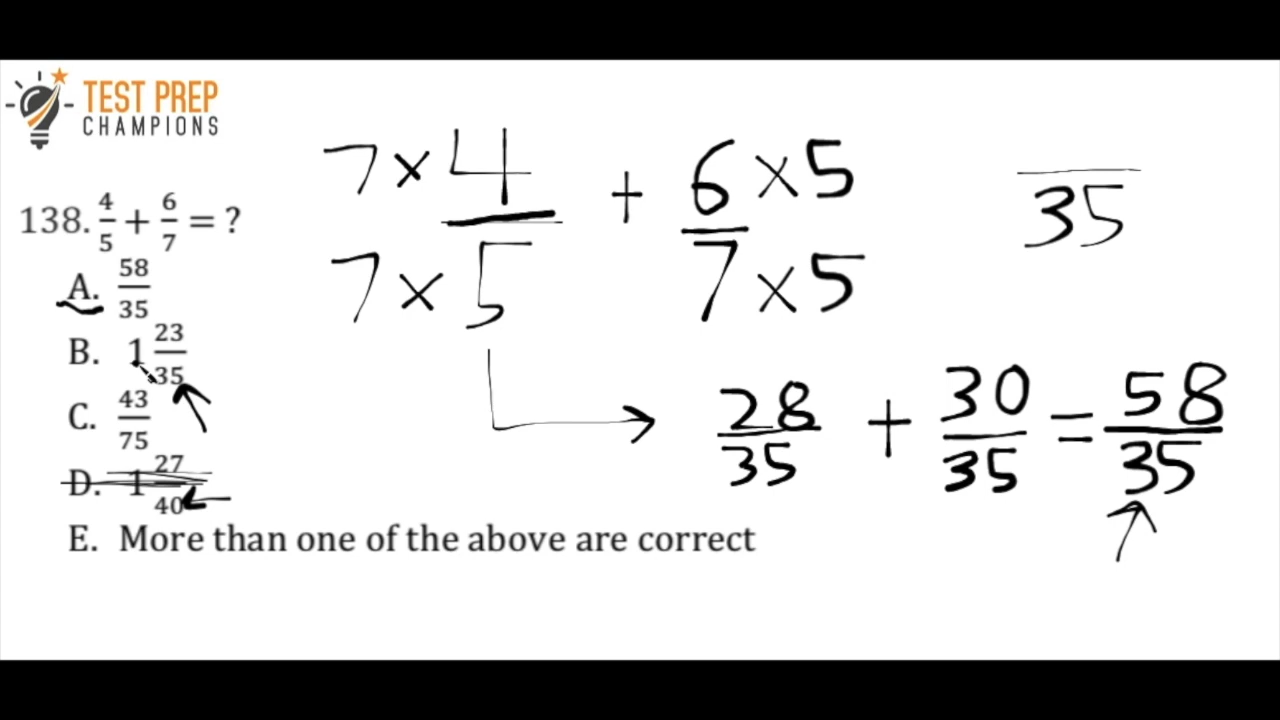 TEST PREP
CHAMPIONS
138. 4/5 + 6/7 = ?
A. 58/35
B. 1 23/35
C. 43/75
D. 1 27/40
E. More than one of the above are correct
7 × 4 + 6 × 5
7 × 5 7 × 5
35
28/35 + 30/35 = 58/35